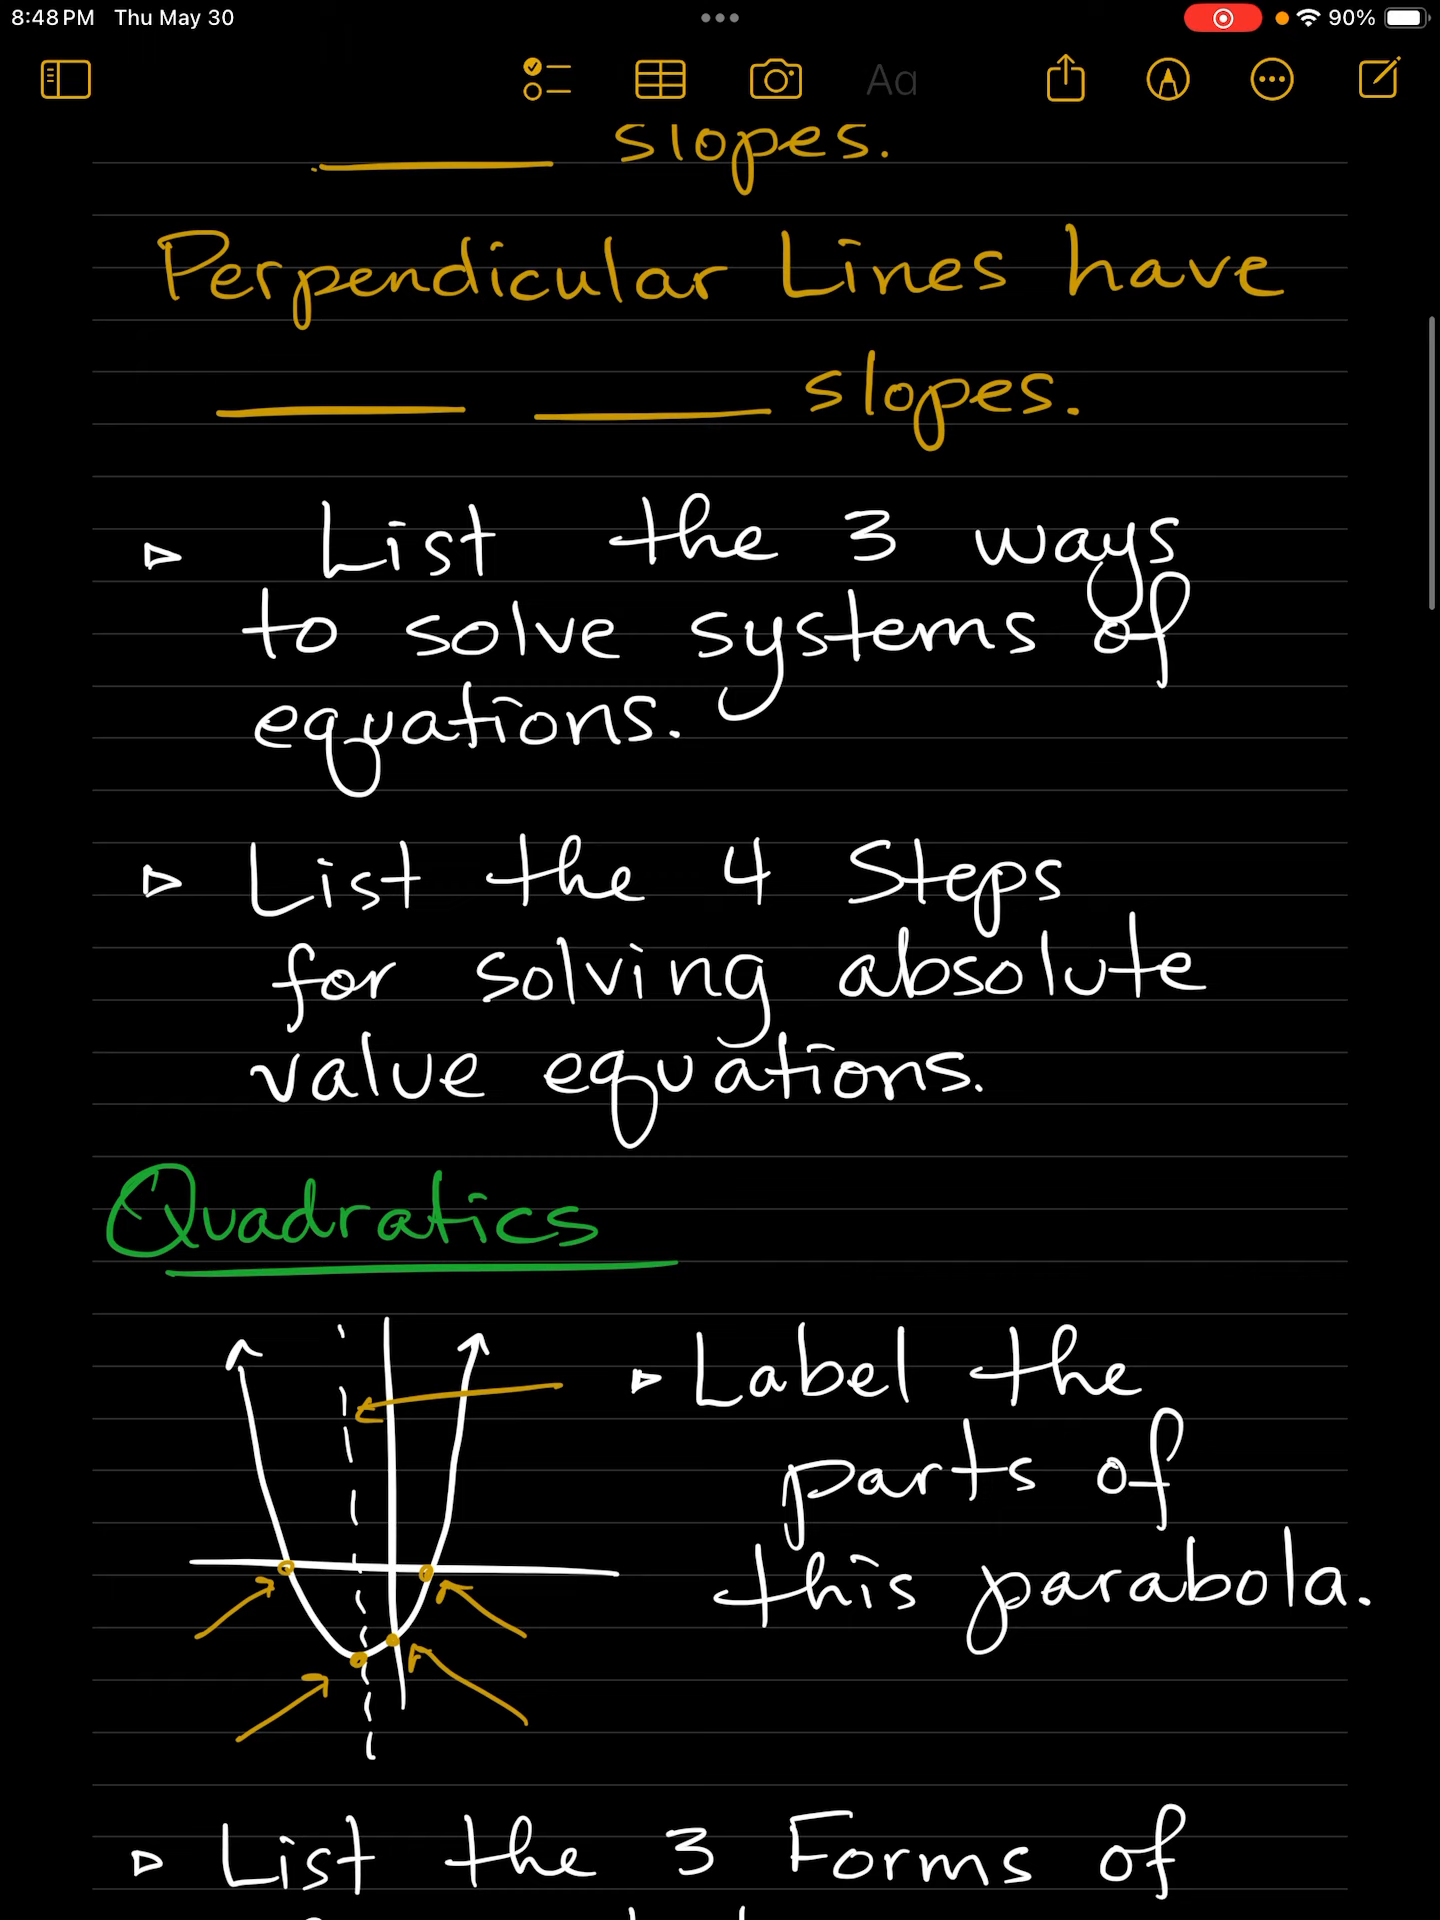 8:48 PM Thu May 30
90%
Aa
slopes.
Perpendicular Lines have
slopes.
List the 3 ways
to solve systems of
equations.
List the 4 Steps
for solving absolute
value equations.
Quadratics
Label the
parts of
this parabola.
List the 3 Forms of